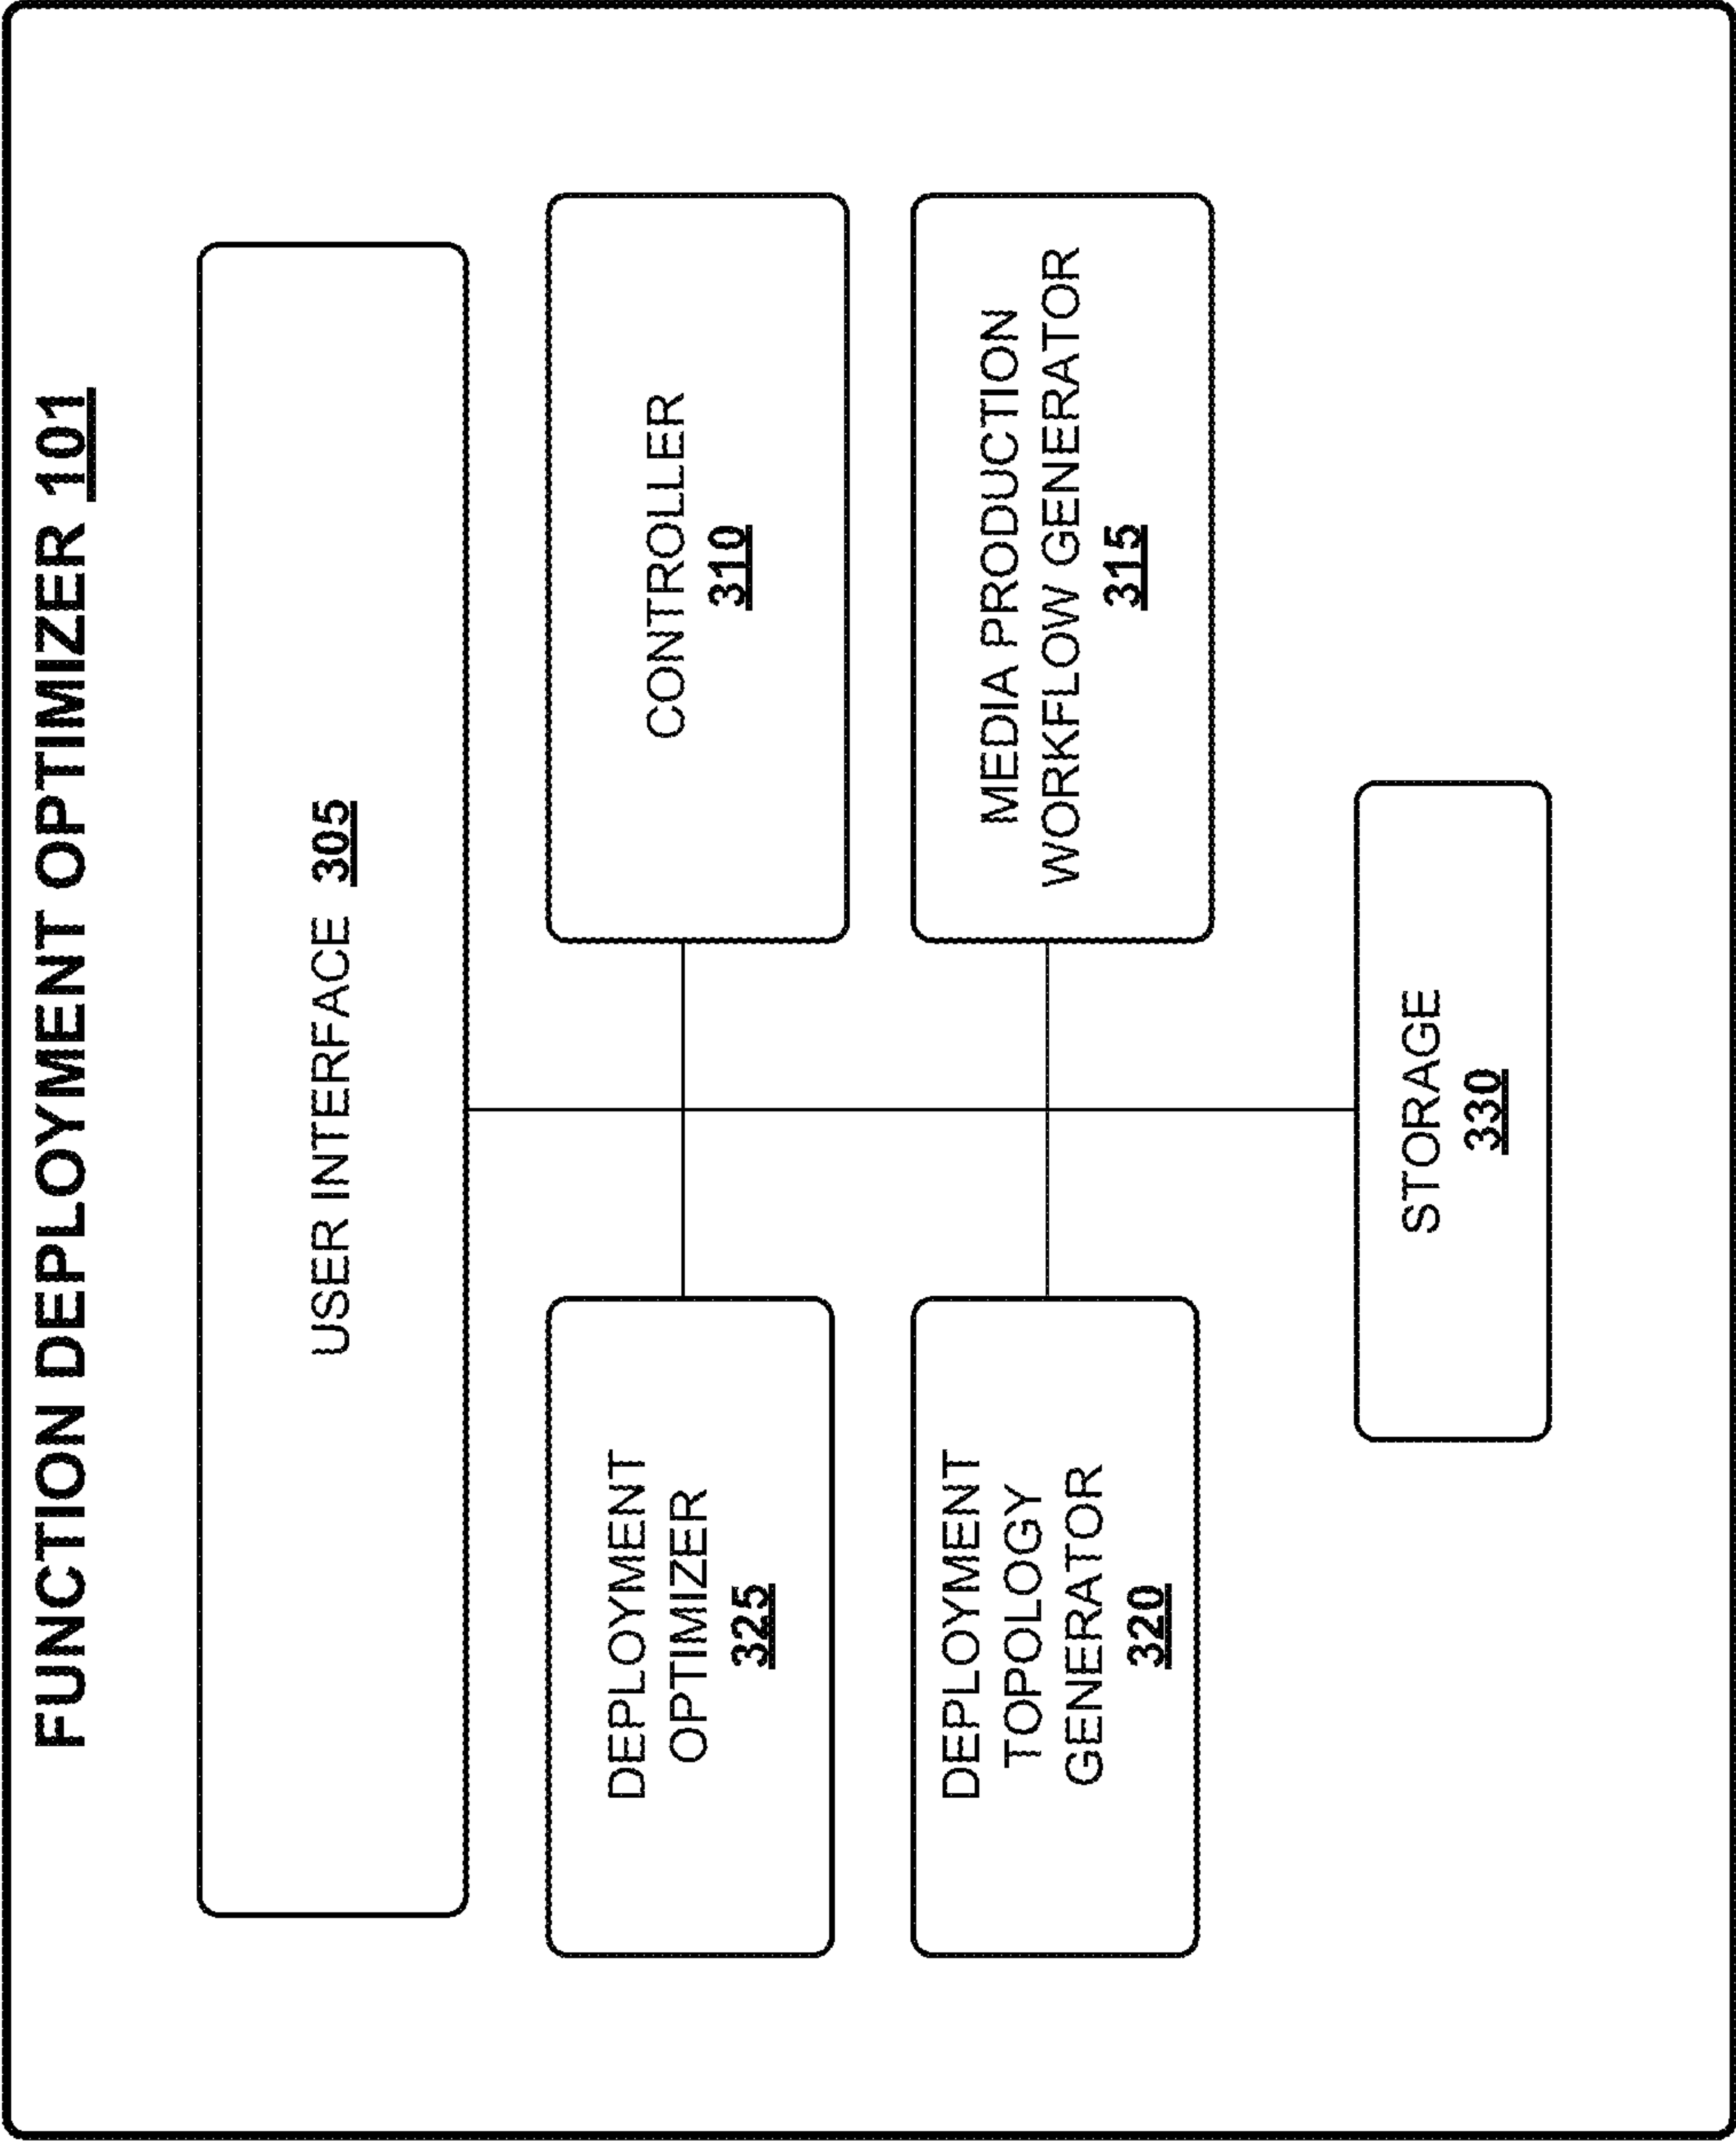 FUNCTION DEPLOYMENT OPTIMIZER 101
USER INTERFACE 305
DEPLOYMENT
OPTIMIZER
325
CONTROLLER
310
DEPLOYMENT
TOPOLOGY
GENERATOR
320
MEDIA PRODUCTION
WORKFLOW GENERATOR
315
STORAGE
330